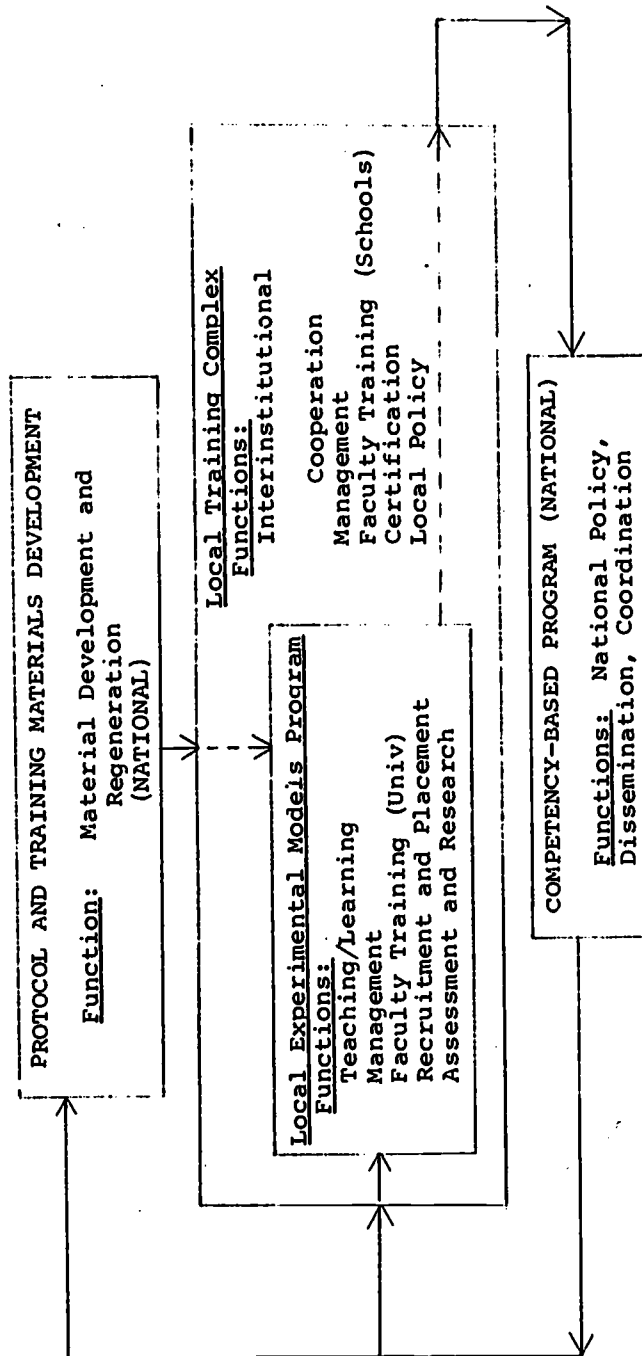 PROTOCOL AND TRAINING MATERIALS DEVELOPMENT
Function: Material Development and
Regeneration
(NATIONAL)
Local Training Complex
Functions:
Interinstitutional
Cooperation
Management
Faculty Training (Schools)
Certification
Local Policy
Local Experimental Models Program
Functions:
Teaching/Learning
Management
Faculty Training (Univ)
Recruitment and Placement
Assessment and Research
COMPETENCY-BASED PROGRAM (NATIONAL)
Functions: National Policy,
Dissemination, Coordination